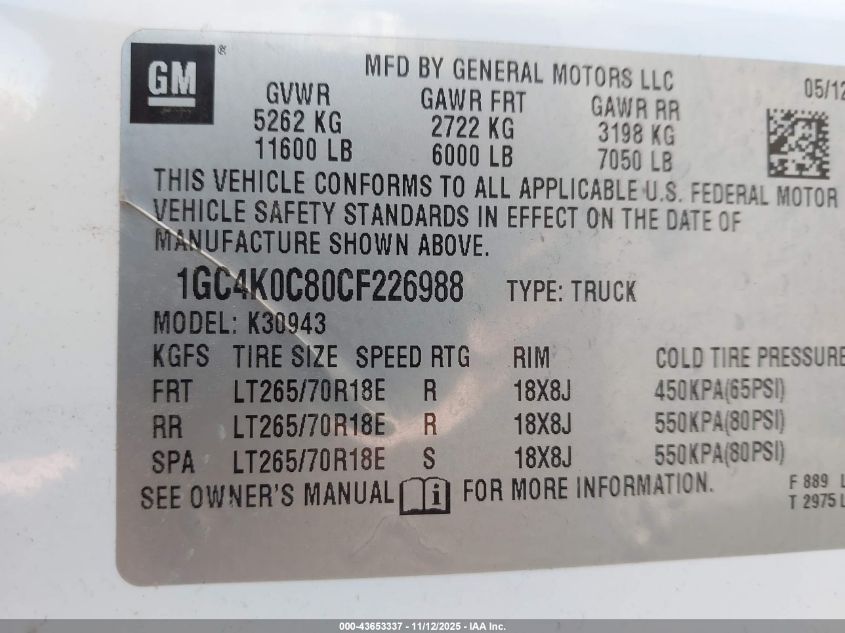 GM ®
MFD BY GENERAL MOTORS LLC
05/12
GVWR GAWR FRT GAWR RR
5262 KG 2722 KG 3198 KG
11600 LB 6000 LB 7050 LB
THIS VEHICLE CONFORMS TO ALL APPLICABLE U.S. FEDERAL MOTOR
VEHICLE SAFETY STANDARDS IN EFFECT ON THE DATE OF
MANUFACTURE SHOWN ABOVE.
1GC4K0C80CF226988 TYPE: TRUCK
MODEL: K30943
KGFS TIRE SIZE SPEED RTG RIM COLD TIRE PRESSURE
FRT LT265/70R18E R 18X8J 450KPA(65PSI)
RR LT265/70R18E R 18X8J 550KPA(80PSI)
SPA LT265/70R18E S 18X8J 550KPA(80PSI)
SEE OWNER'S MANUAL FOR MORE INFORMATION.
F 889 L
T 2975 L
000-43653337 - 11/12/2025 - IAA Inc.